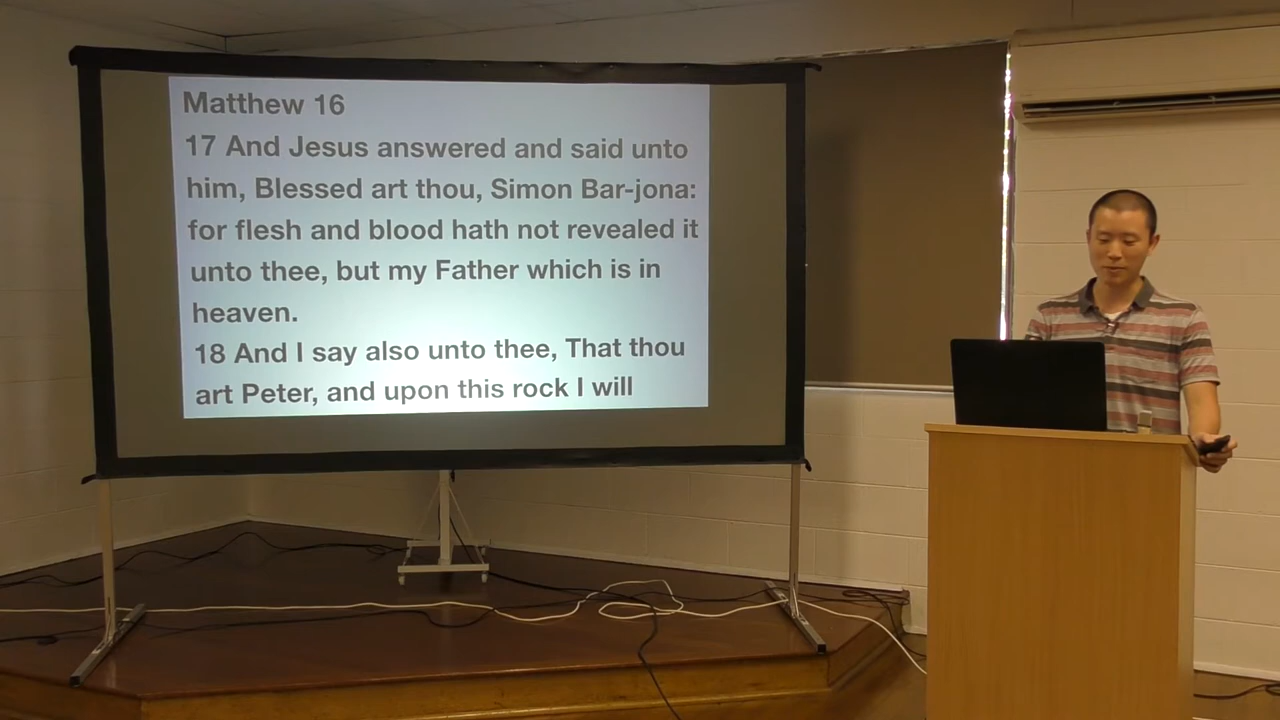 Matthew 16
17 And Jesus answered and said unto
him, Blessed art thou, Simon Bar-jona:
for flesh and blood hath not revealed it
unto thee, but my Father which is in
heaven.
18 And I say also unto thee, That thou
art Peter, and upon this rock I will